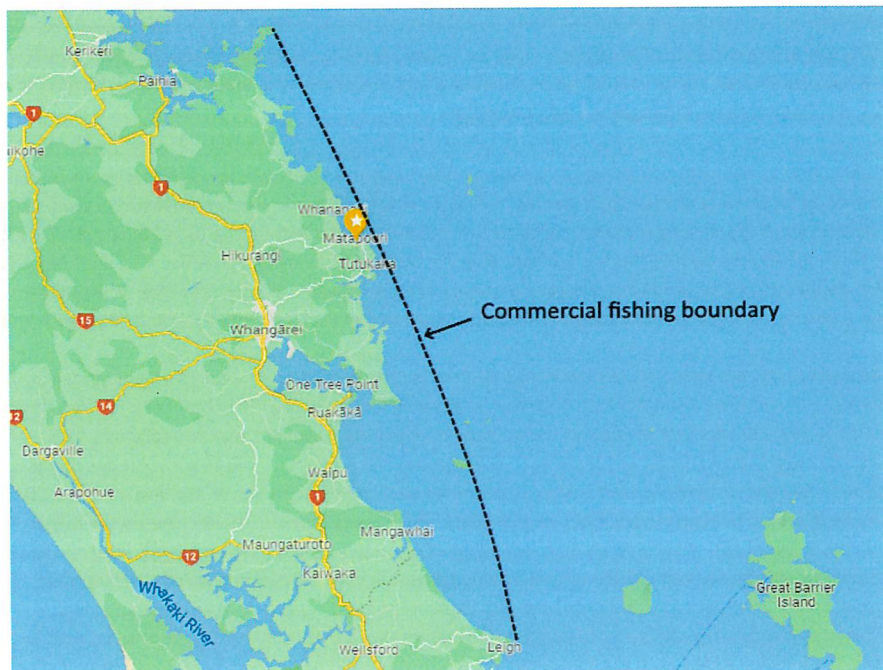 Kerikeri
Paihia
1
1
aikohe
Whananaki
Matapouri
Tutukaka
Hikurangi
Commercial fishing boundary
15
Whangārei
One Tree Point
14
Ruakākā
12
Dargaville
Waipu
Arapohue
1
Mangawhai
12
Maungaturoto
Kaiwaka
Great Barrier
Island
Whakaki River
Wellsford
Leigh